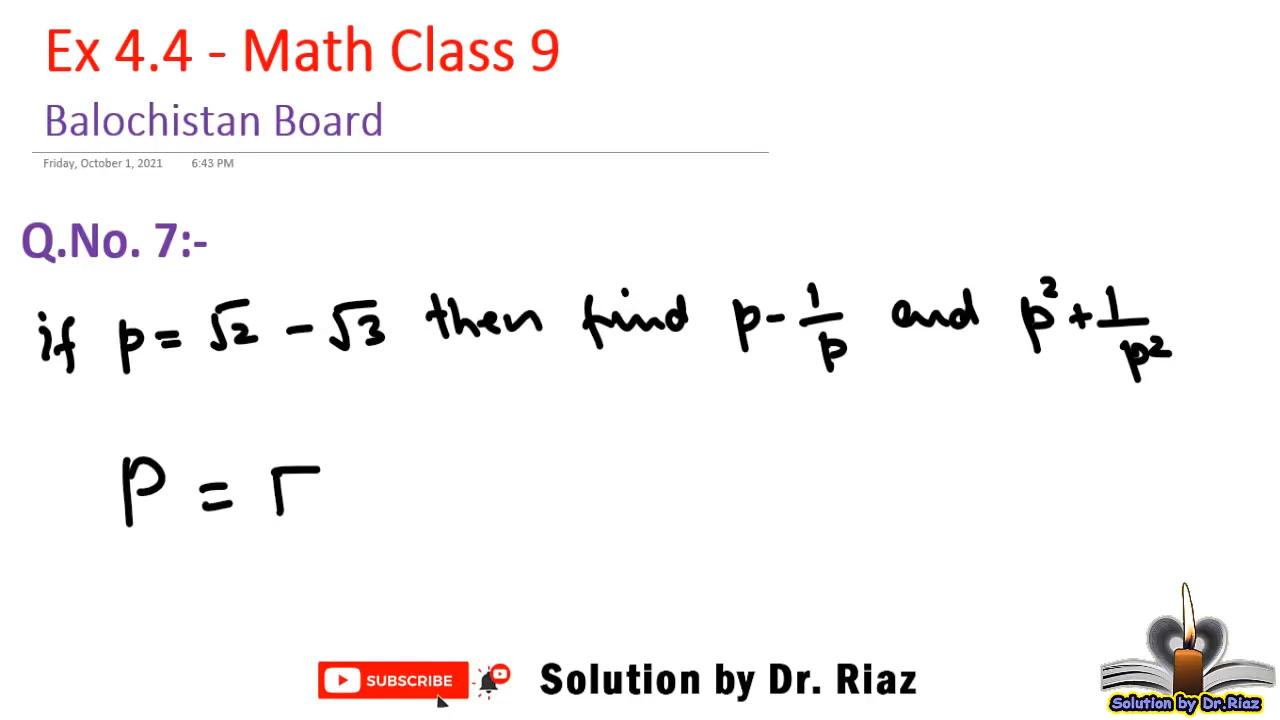 Ex 4.4 - Math Class 9
Balochistan Board
Friday, October 1, 2021 6:43 PM
Q.No. 7:-
if p = √2 - √3 then find p - 1/p and p² + 1/p²
P = √
SUBSCRIBE
Solution by Dr. Riaz
Solution by Dr.Riaz